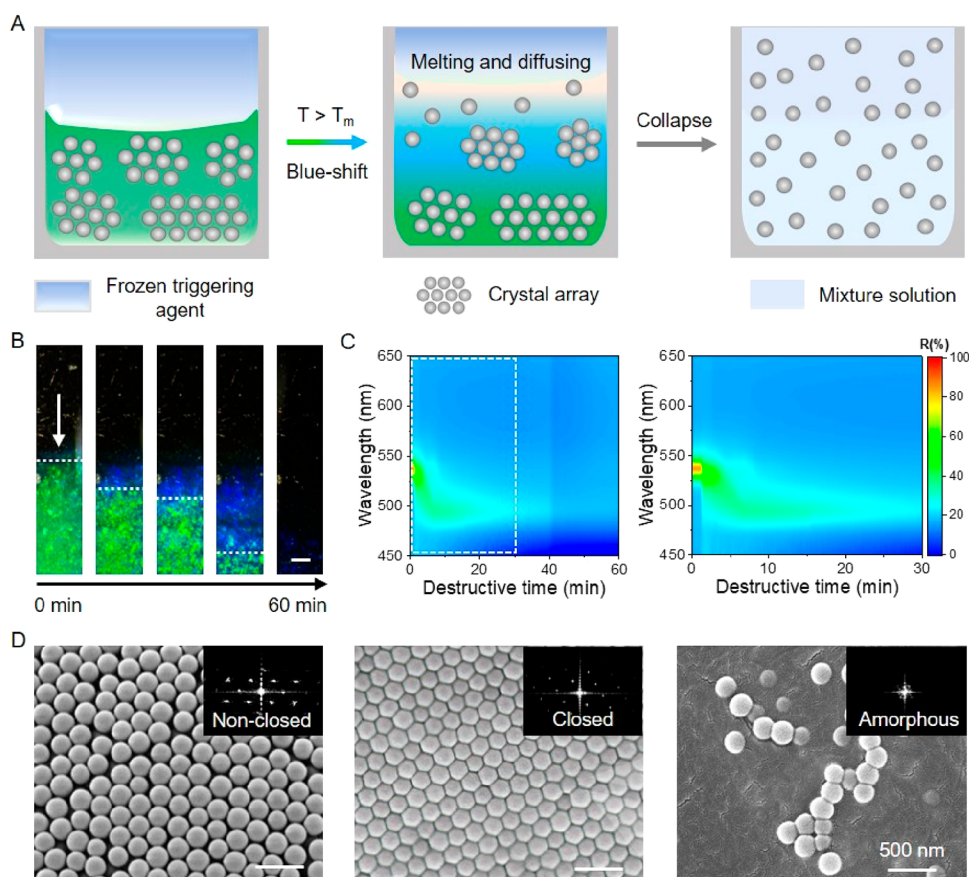 A
Melting and diffusing
T > Tm
Blue-shift
Collapse
Frozen triggering
agent
Crystal array
Mixture solution
B
0 min
60 min
C
650
600
550
500
450
Wavelength (nm)
0
20
40
60
Destructive time (min)
650
600
550
500
450
Wavelength (nm)
0
10
20
30
Destructive time (min)
R(%)
100
80
60
40
20
0
D
Non-closed
Closed
Amorphous
500 nm